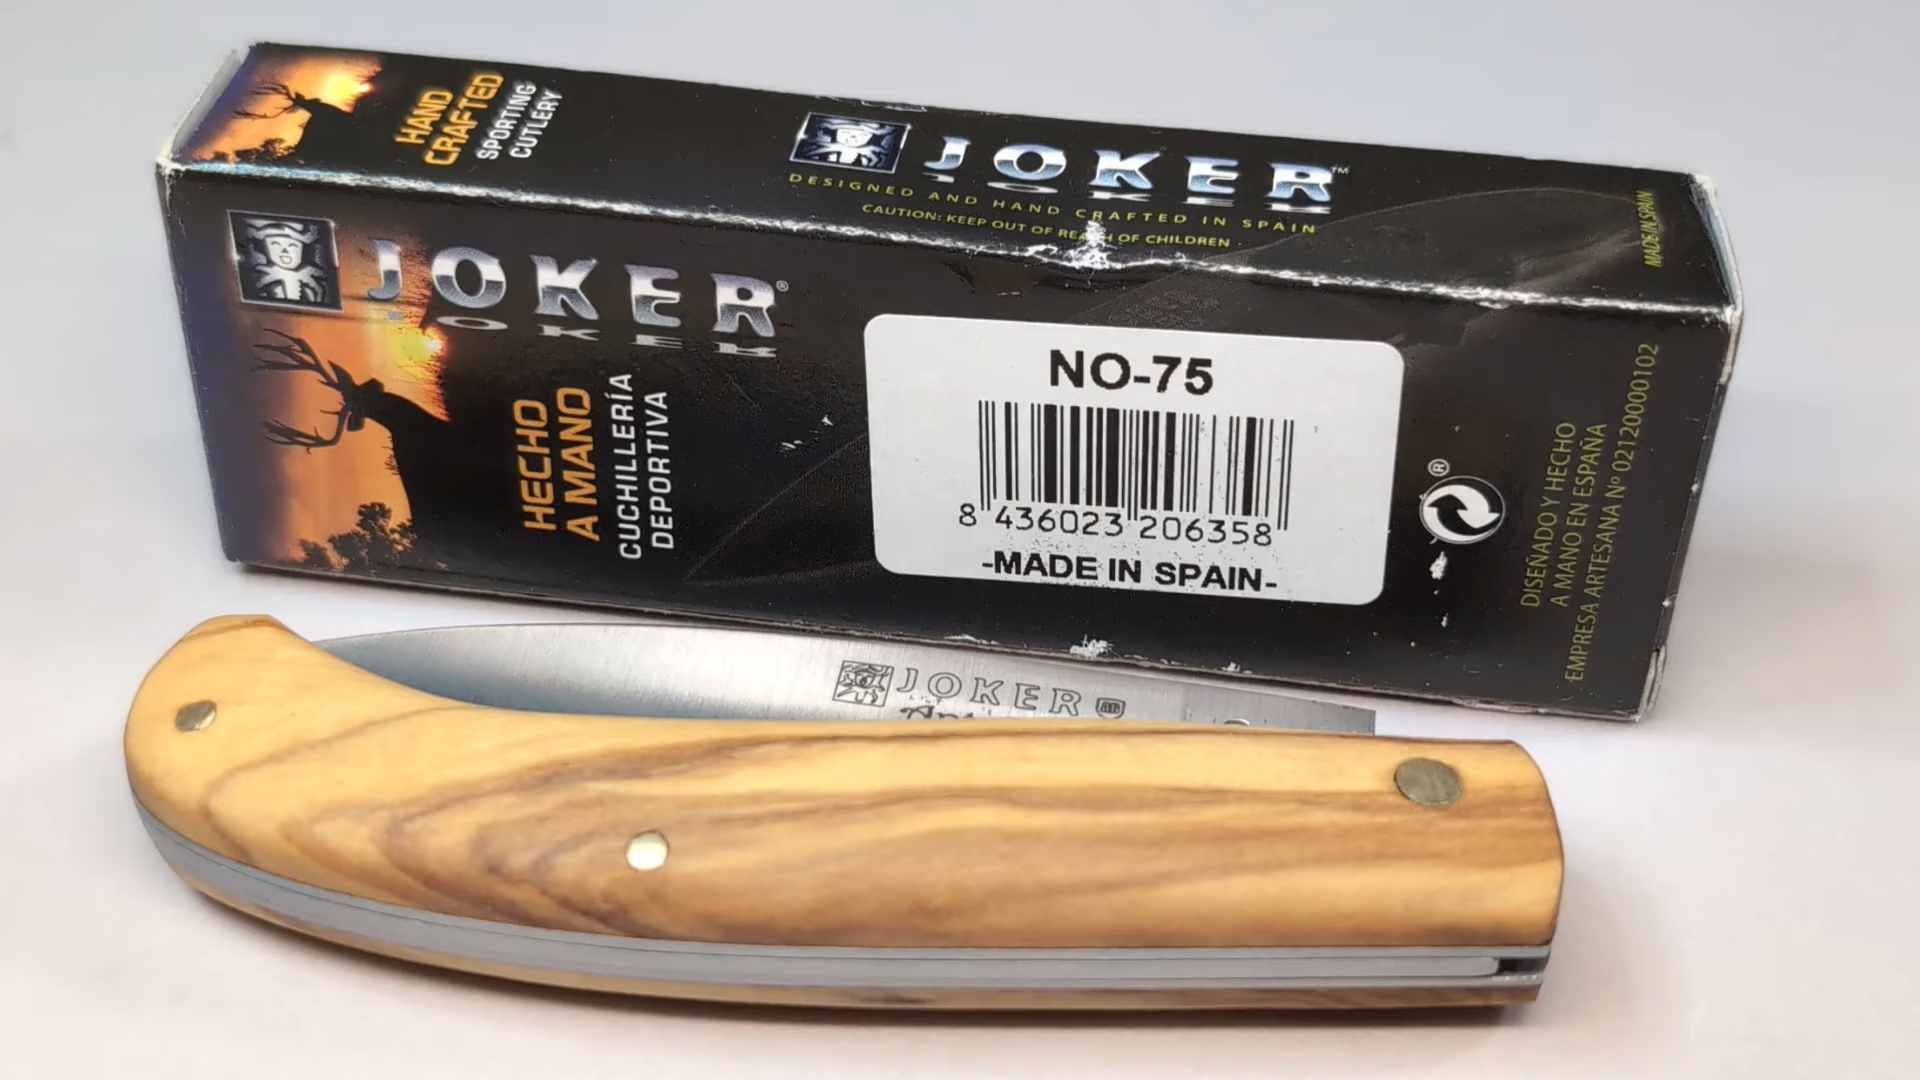 HAND
CRAFTED
SPORTING
CUTLERY
JOKER™
DESIGNED AND HAND CRAFTED IN SPAIN
CAUTION: KEEP OUT OF REACH OF CHILDREN
MADE IN SPAIN
JOKER®
HECHO
A MANO
CUCHILLERÍA
DEPORTIVA
NO-75
8 436023 206358
-MADE IN SPAIN-
®
DISEÑADO Y HECHO
A MANO EN ESPAÑA
EMPRESA ARTESANA Nº 0212000102
JOKER